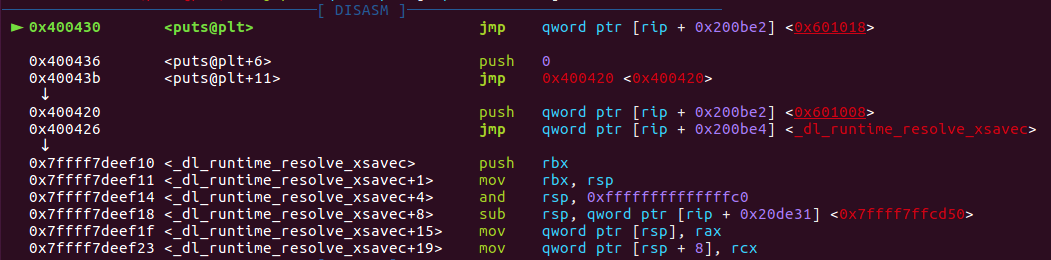 [ DISASM ]
► 0x400430 <puts@plt> jmp qword ptr [rip + 0x200be2] <0x601018>
0x400436 <puts@plt+6> push 0
0x40043b <puts@plt+11> jmp 0x400420 <0x400420>
↓
0x400420 push qword ptr [rip + 0x200be2] <0x601008>
0x400426 jmp qword ptr [rip + 0x200be4] <_dl_runtime_resolve_xsavec>
↓
0x7ffff7deef10 <_dl_runtime_resolve_xsavec> push rbx
0x7ffff7deef11 <_dl_runtime_resolve_xsavec+1> mov rbx, rsp
0x7ffff7deef14 <_dl_runtime_resolve_xsavec+4> and rsp, 0xffffffffffffffc0
0x7ffff7deef18 <_dl_runtime_resolve_xsavec+8> sub rsp, qword ptr [rip + 0x20de31] <0x7ffff7ffcd50>
0x7ffff7deef1f <_dl_runtime_resolve_xsavec+15> mov qword ptr [rsp], rax
0x7ffff7deef23 <_dl_runtime_resolve_xsavec+19> mov qword ptr [rsp + 8], rcx